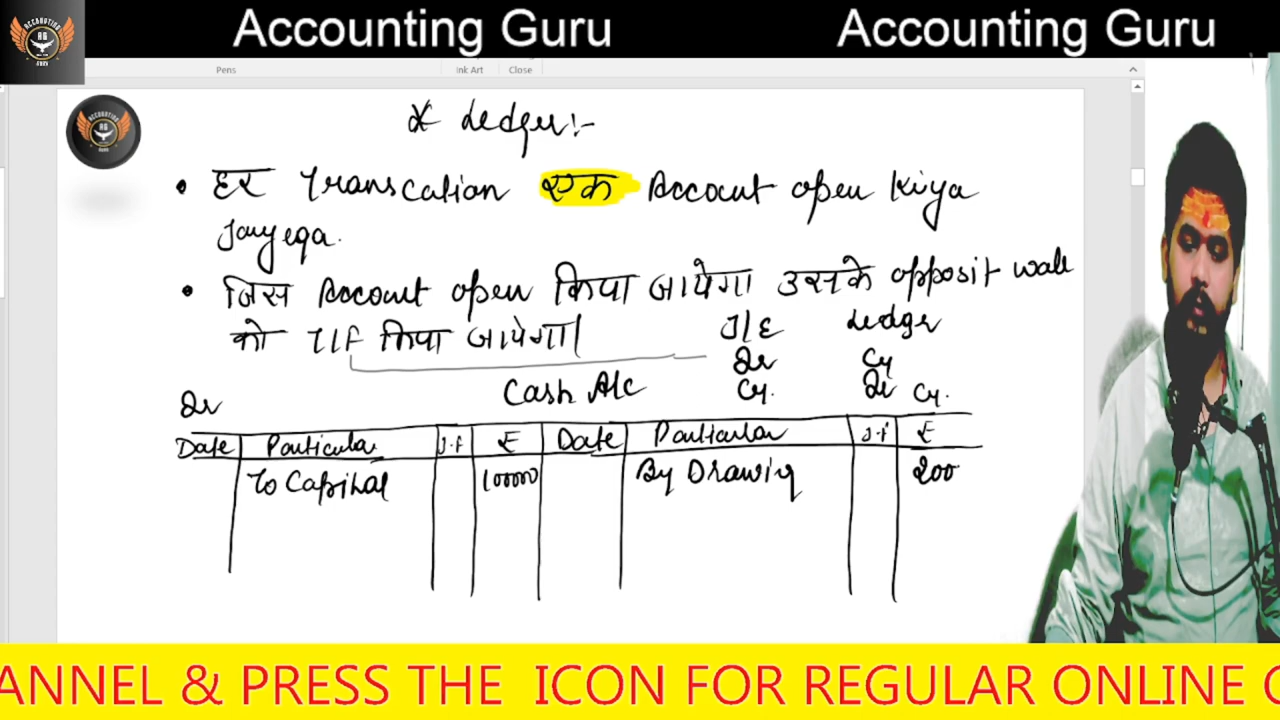 Accounting Guru Accounting Guru
Pens Ink Art Close
* Ledger:-
• हर Transcation एक Account open kiya
Jayega.
• जिस Account open किया जायेगा उसके opposit wale
को T/F किया जायेगा|
J/E Ledger
Dr Cr
Cr. Dr
Dr Cash A/c Cr.
Date Particular J.F ₹ Date Particular J.F ₹
To Capital 100000 By Drawing 200
ANNEL & PRESS THE ICON FOR REGULAR ONLINE C